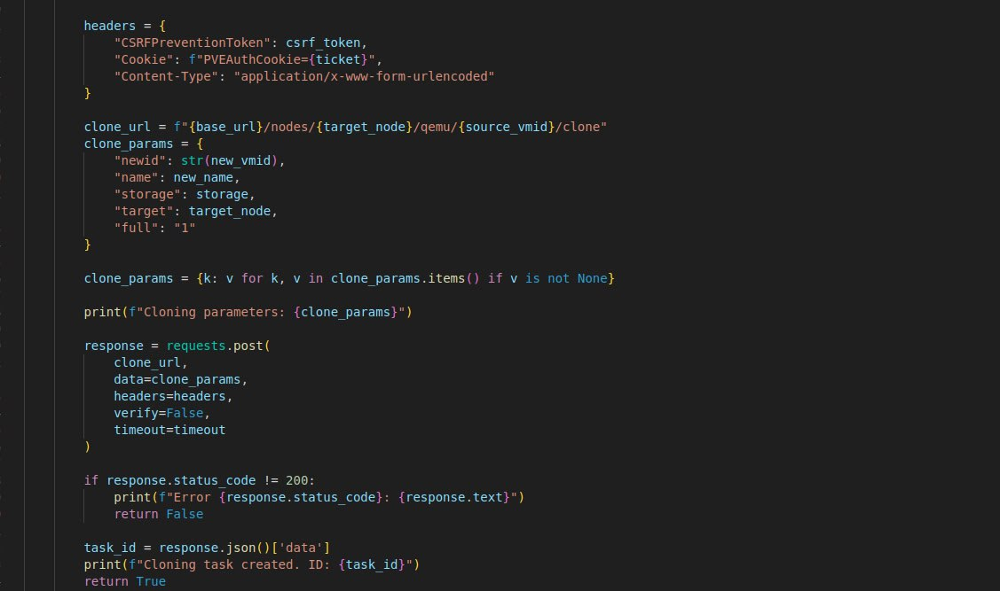 headers = {
"CSRFPreventionToken": csrf_token,
"Cookie": f"PVEAuthCookie={ticket}",
"Content-Type": "application/x-www-form-urlencoded"
}
clone_url = f"{base_url}/nodes/{target_node}/qemu/{source_vmid}/clone"
clone_params = {
"newid": str(new_vmid),
"name": new_name,
"storage": storage,
"target": target_node,
"full": "1"
}
clone_params = {k: v for k, v in clone_params.items() if v is not None}
print(f"Cloning parameters: {clone_params}")
response = requests.post(
clone_url,
data=clone_params,
headers=headers,
verify=False,
timeout=timeout
)
if response.status_code != 200:
print(f"Error {response.status_code}: {response.text}")
return False
task_id = response.json()['data']
print(f"Cloning task created. ID: {task_id}")
return True